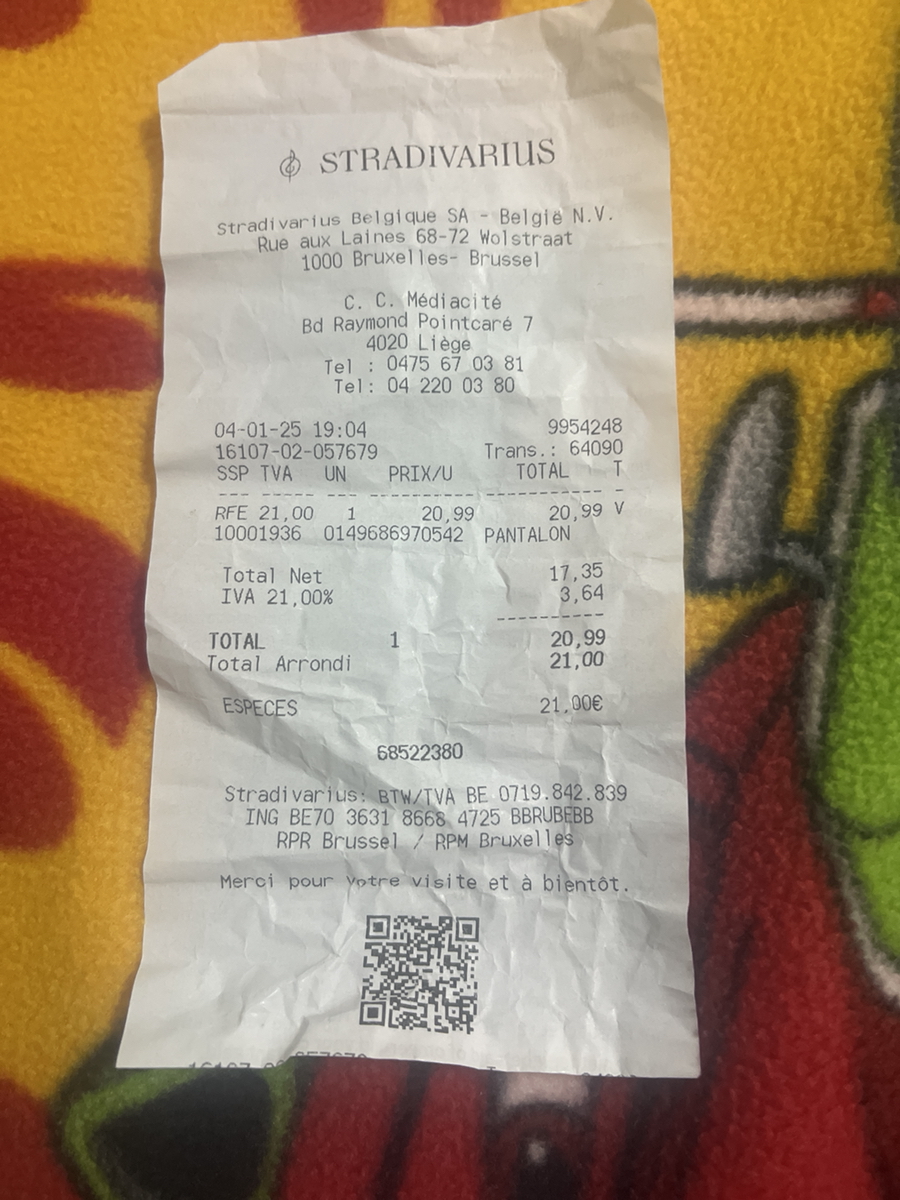 STRADIVARIUS
Stradivarius Belgique SA - België N.V.
Rue aux Laines 68-72 Wolstraat
1000 Bruxelles- Brussel
C. C. Médiacité
Bd Raymond Pointcaré 7
4020 Liège
Tel : 0475 67 03 81
Tel: 04 220 03 80
04-01-25 19:04 9954248
16107-02-057679 Trans.: 64090
SSP TVA UN PRIX/U TOTAL T
--- ----- --- ---------- ----------- -
RFE 21,00 1 20,99 20,99 V
10001936 0149686970542 PANTALON
Total Net 17,35
IVA 21,00% 3,64
----------
TOTAL 1 20,99
Total Arrondi 21,00
ESPECES 21,00€
68522380
Stradivarius: BTW/TVA BE 0719.842.839
ING BE70 3631 8668 4725 BBRUBEBB
RPR Brussel / RPM Bruxelles
Merci pour votre visite et à bientôt.